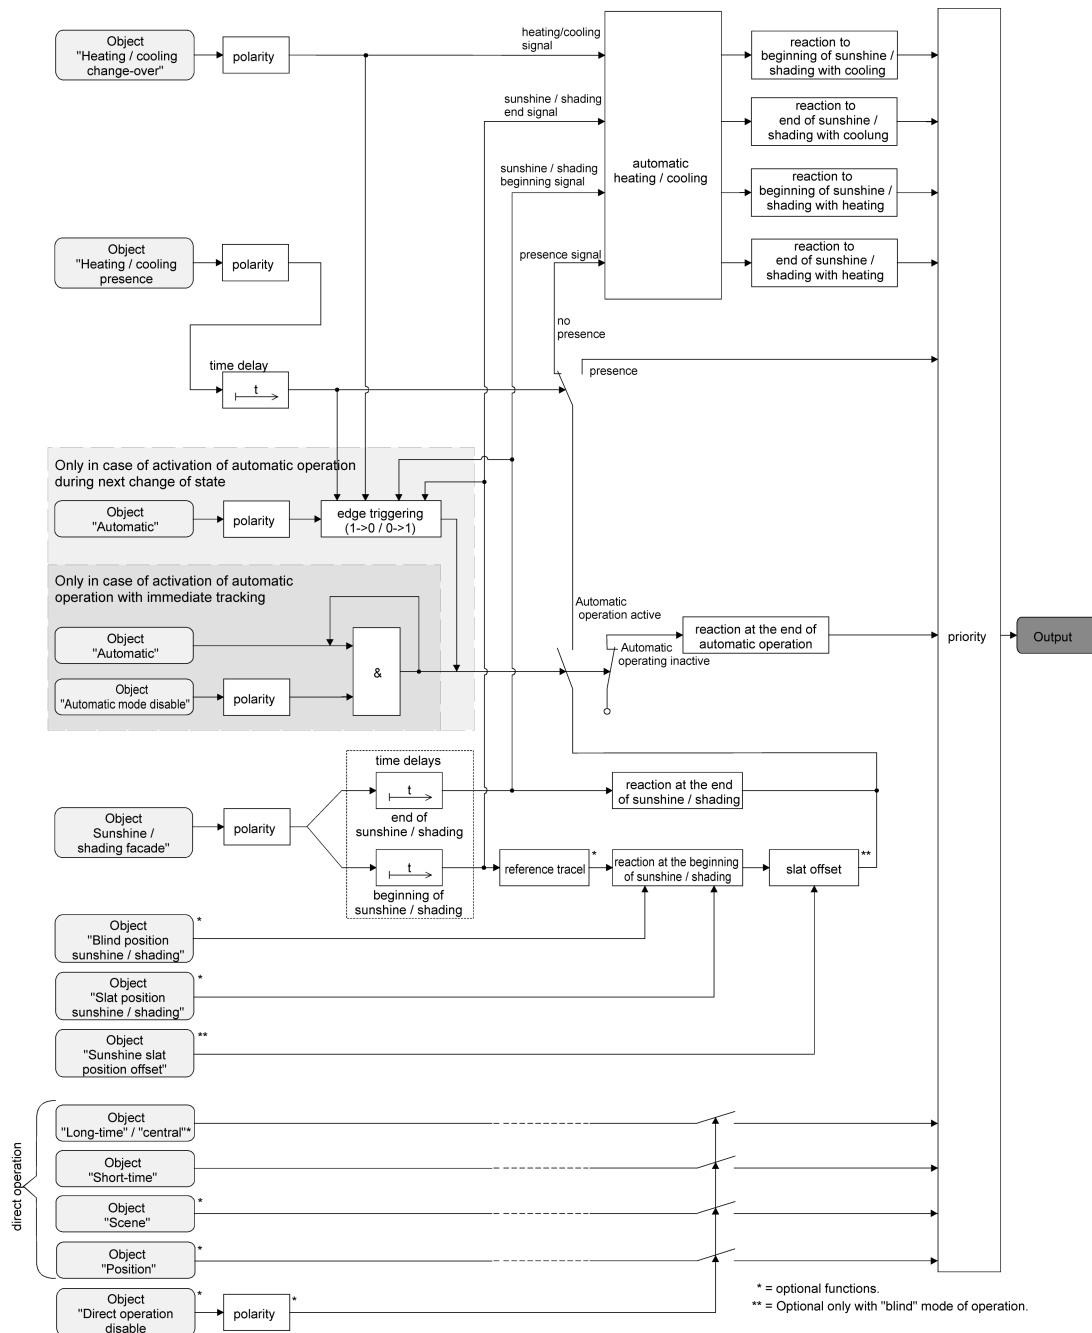 Object
"Heating / cooling
change-over"
polarity
heating/cooling
signal
reaction to
beginning of sunshine /
shading with cooling
sunshine / shading
end signal
reaction to
end of sunshine /
shading with coolung
automatic
heating / cooling
sunshine / shading
beginning signal
reaction to
beginning of sunshine /
shading with heating
Object
"Heating / cooling
presence
polarity
presence signal
reaction to
end of sunshine /
shading with heating
no
presence
presence
time delay
t
Only in case of activation of automatic operation
during next change of state
Object
"Automatic"
polarity
edge triggering
(1->0 / 0->1)
Only in case of activation of automatic
operation with immediate tracking
Object
"Automatic"
&
Object
"Automatic mode disable"
polarity
Automatic
operation active
Automatic
operating inactive
reaction at the end of
automatic operation
priority
Output
time delays
t
end of
sunshine / shading
reaction at the end
of sunshine / shading
Object
Sunshine /
shading facade"
polarity
t
beginning of
sunshine / shading
reference tracel
*
reaction at the beginning
of sunshine / shading
slat offset
**
Object
"Blind position
sunshine / shading"
*
Object
"Slat position
sunshine / shading"
*
Object
"Sunshine slat
position offset"
**
direct operation
Object
"Long-time" / "central"*
Object
"Short-time"
Object
"Scene"
*
Object
"Position"
*
Object
"Direct operation
disable
*
polarity
*
* = optional functions.
** = Optional only with "blind" mode of operation.